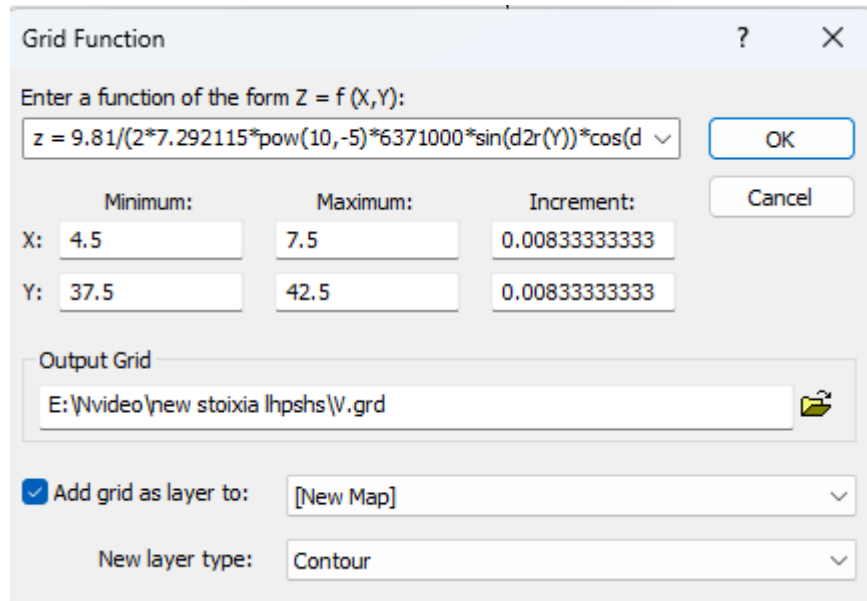 Grid Function ?
Enter a function of the form Z = f (X,Y):
z = 9.81/(2*7.292115*pow(10,-5)*6371000*sin(d2r(Y))*cos(d OK
Cancel
Minimum: Maximum: Increment:
X: 4.5 7.5 0.00833333333
Y: 37.5 42.5 0.00833333333
Output Grid
E:\Nvideo\new stoixia lhpshs\V.grd
Add grid as layer to: [New Map]
New layer type: Contour